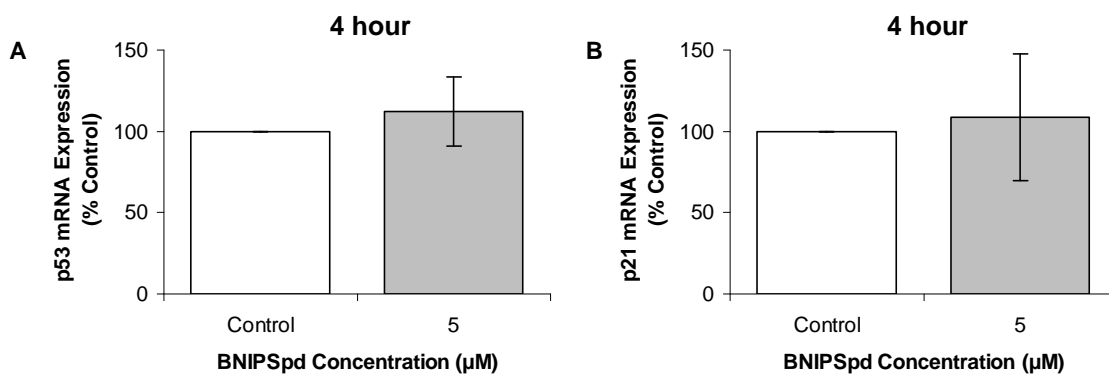 A
4 hour
p53 mRNA Expression
(% Control)
150
100
50
0
Control
5
BNIPSpd Concentration (µM)
B
4 hour
p21 mRNA Expression
(% Control)
150
100
50
0
Control
5
BNIPSpd Concentration (µM)